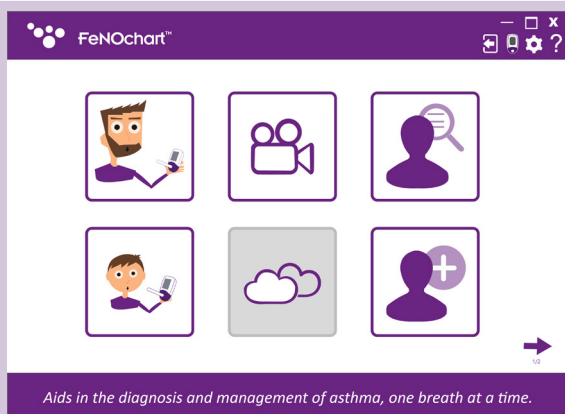 FeNOchart™
1/2
Aids in the diagnosis and management of asthma, one breath at a time.